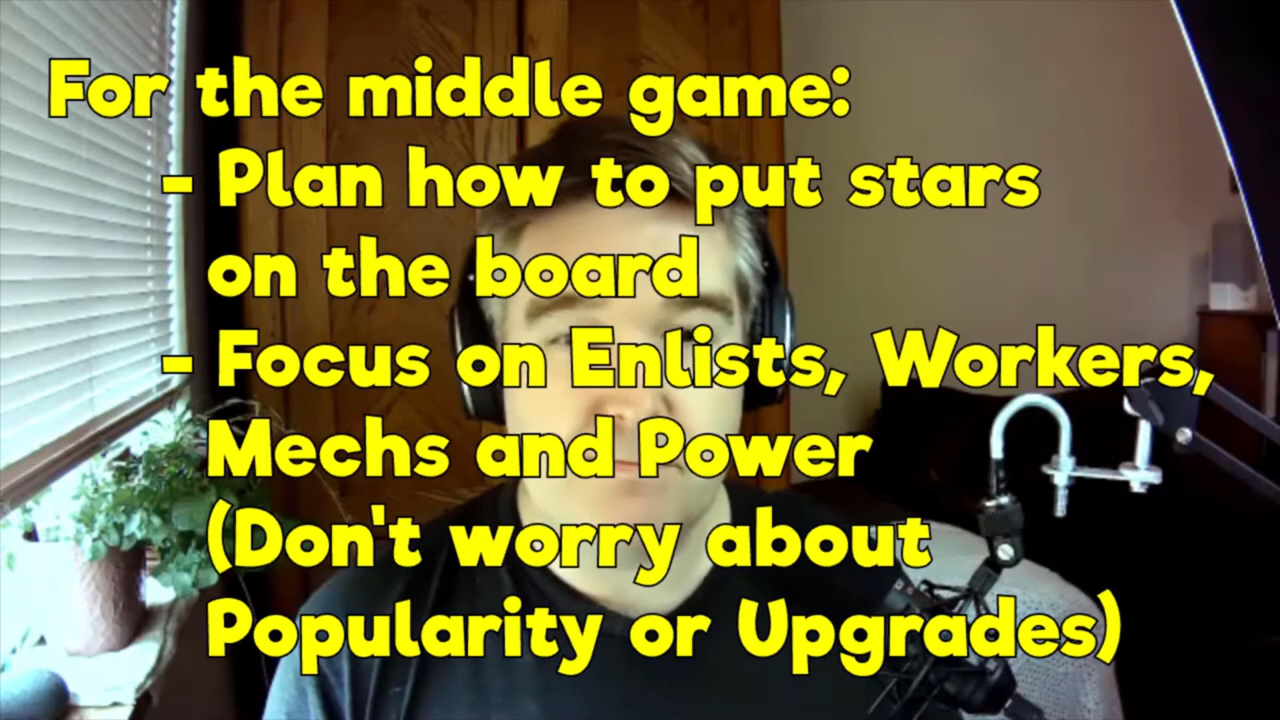 For the middle game:
- Plan how to put stars
on the board
- Focus on Enlists, Workers,
Mechs and Power
(Don't worry about
Popularity or Upgrades)